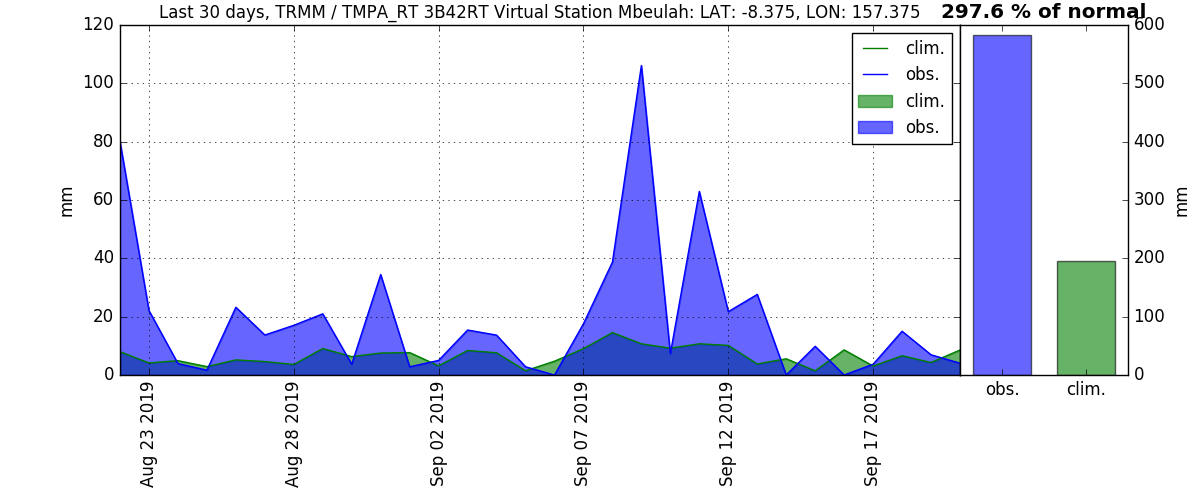 Last 30 days, TRMM / TMPA_RT 3B42RT Virtual Station Mbeulah: LAT: -8.375, LON: 157.375
297.6 % of normal
120
100
80
60
40
20
0
mm
clim.
obs.
clim.
obs.
600
500
400
300
200
100
0
mm
obs.
clim.
Aug 23 2019
Aug 28 2019
Sep 02 2019
Sep 07 2019
Sep 12 2019
Sep 17 2019